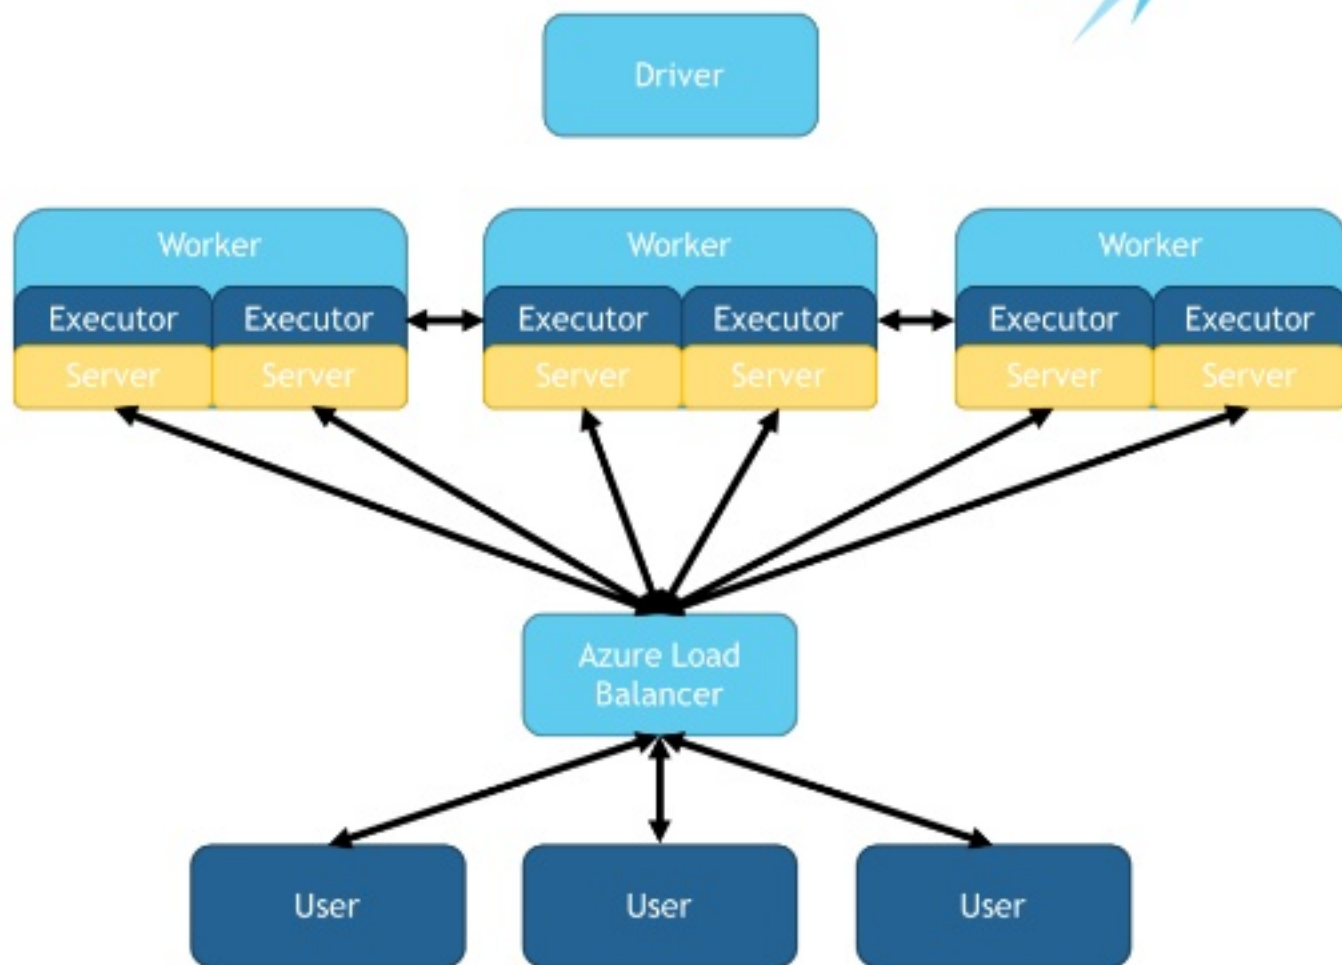 Driver
Worker
Worker
Worker
Executor
Executor
Executor
Executor
Executor
Executor
Server
Server
Server
Server
Server
Server
Azure Load
Balancer
User
User
User